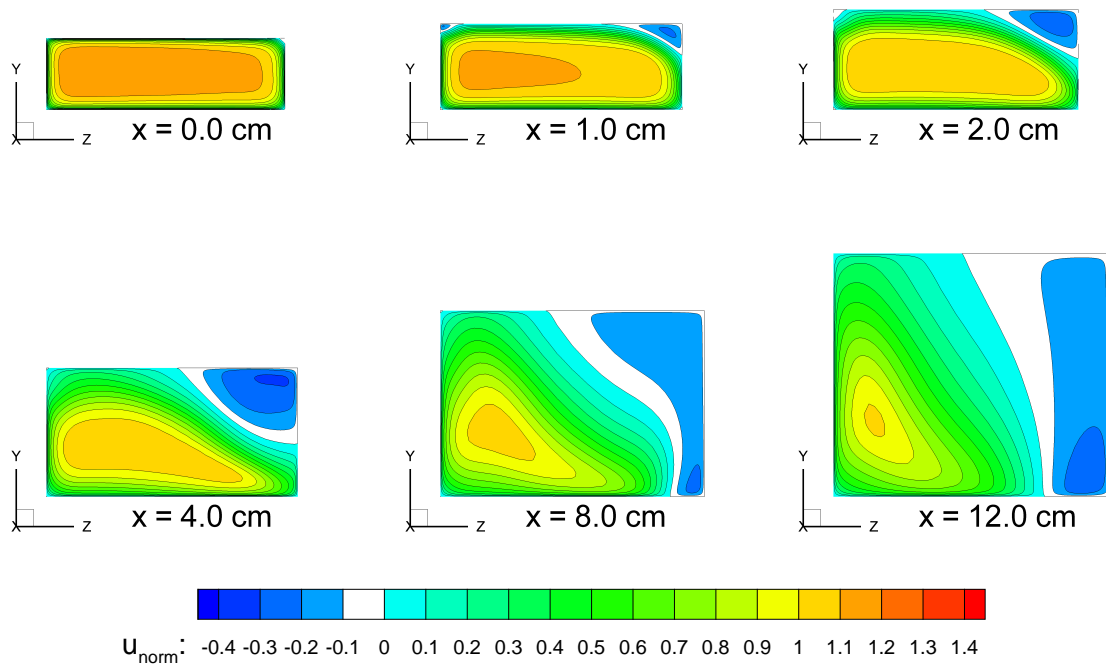 Y
X
Z
x = 0.0 cm
Y
X
Z
x = 1.0 cm
Y
X
Z
x = 2.0 cm
Y
X
Z
x = 4.0 cm
Y
X
Z
x = 8.0 cm
Y
X
Z
x = 12.0 cm
u_norm: -0.4 -0.3 -0.2 -0.1 0 0.1 0.2 0.3 0.4 0.5 0.6 0.7 0.8 0.9 1 1.1 1.2 1.3 1.4